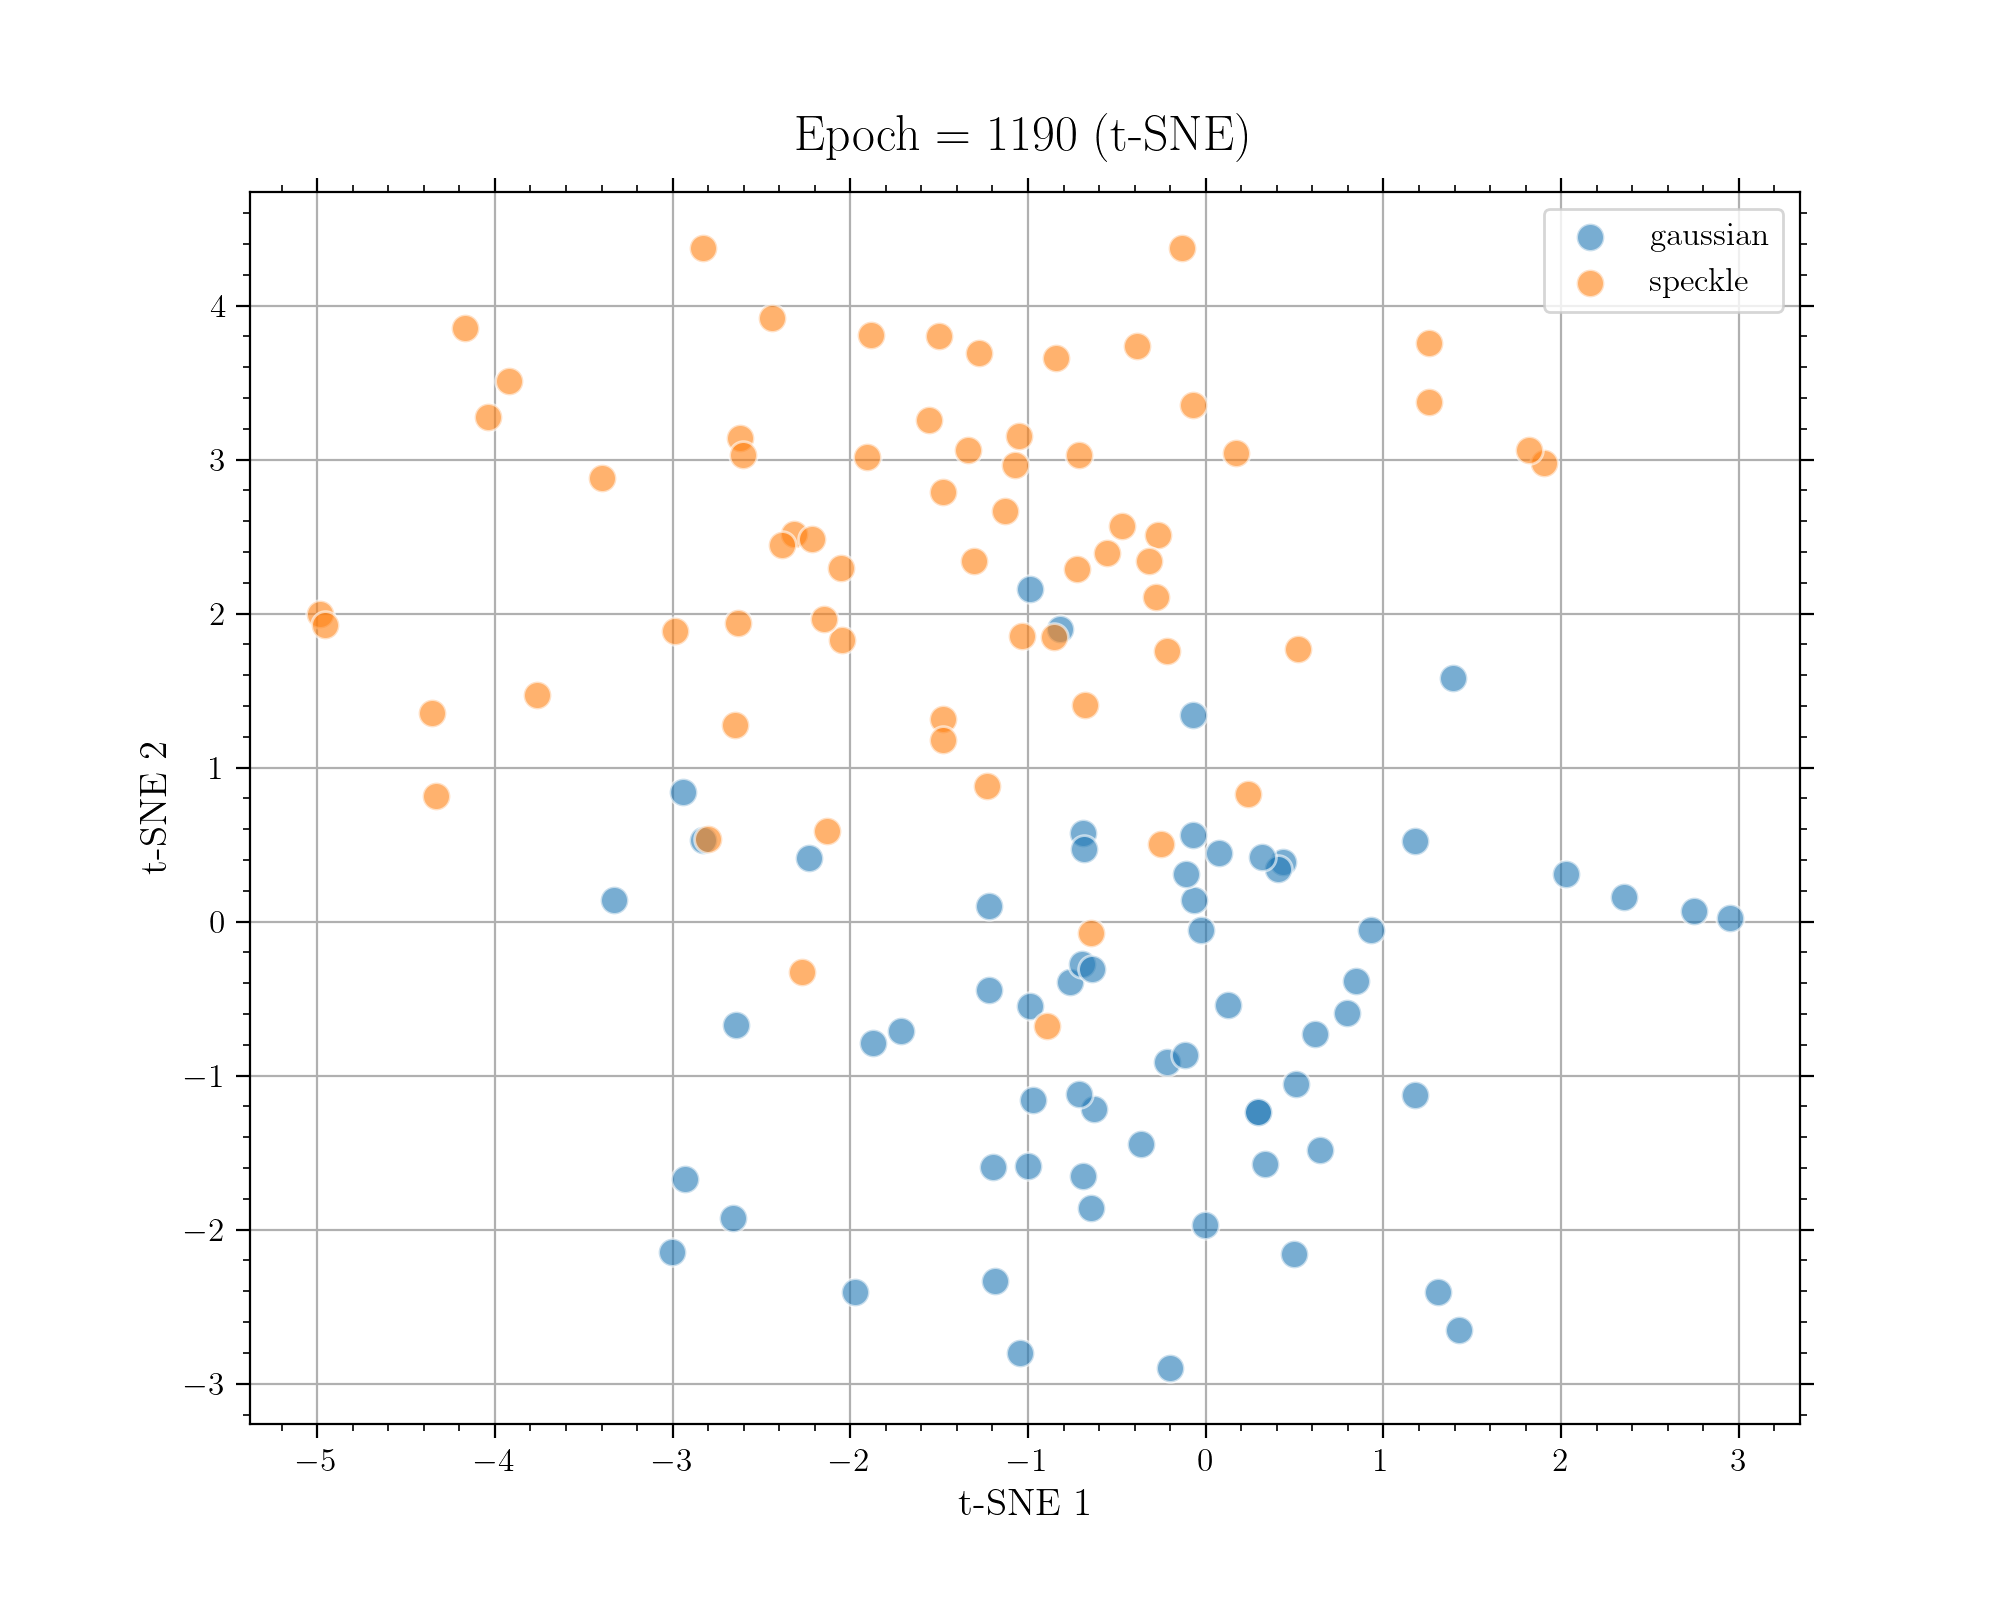 Epoch = 1190 (t-SNE)
gaussian
speckle
4
3
2
1
0
−1
−2
−3
t-SNE 2
−5 −4 −3 −2 −1 0 1 2 3
t-SNE 1